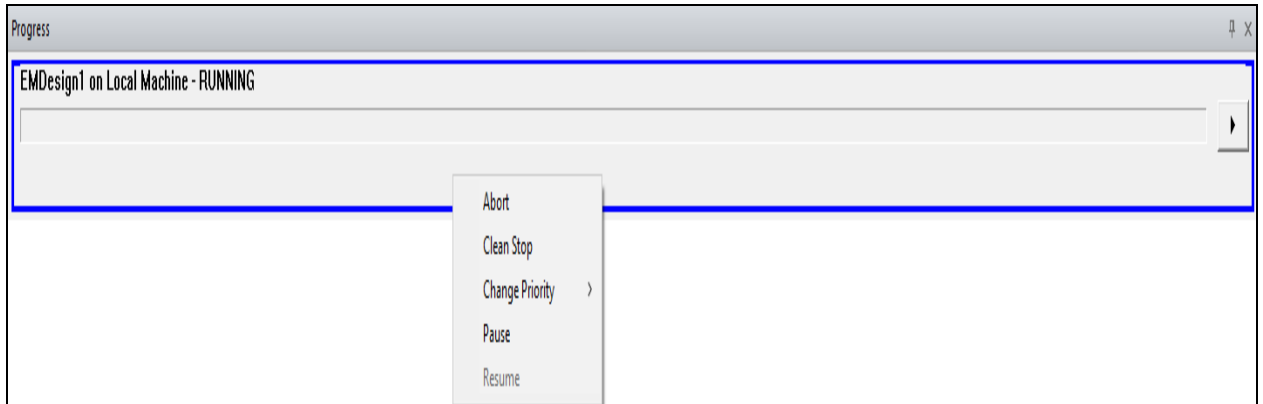 Progress
EMDesign1 on Local Machine - RUNNING
Abort
Clean Stop
Change Priority
Pause
Resume